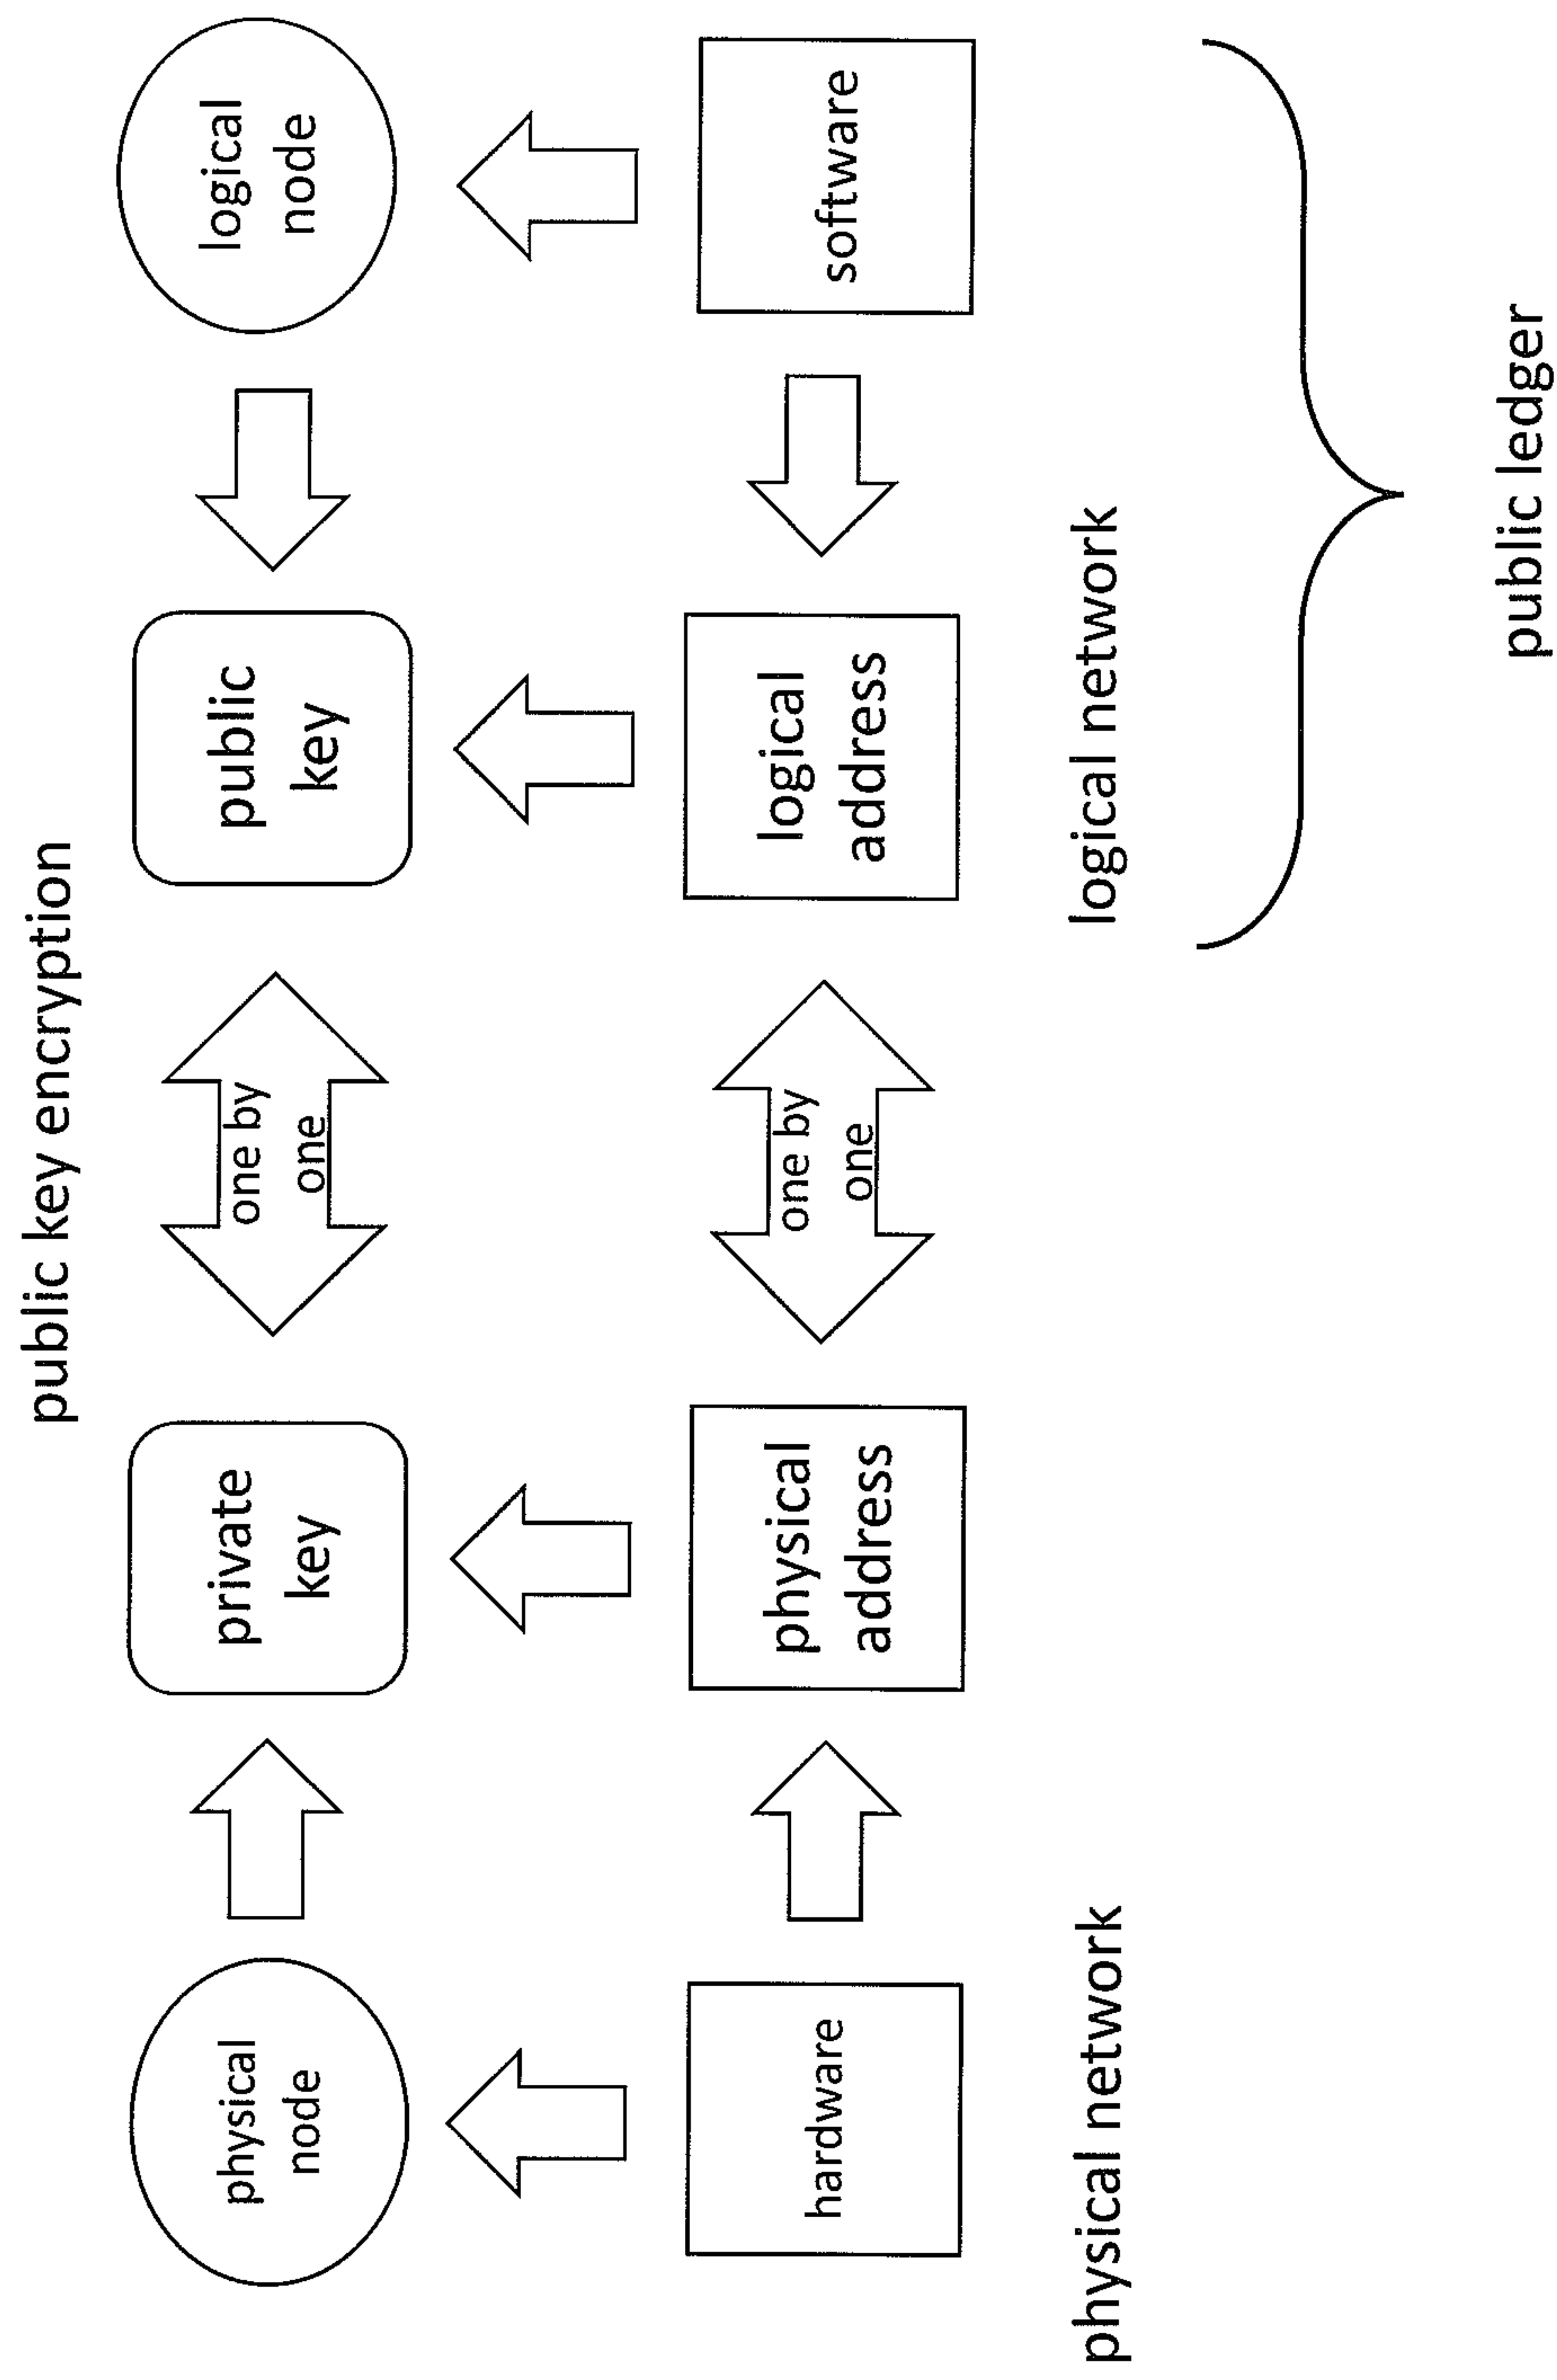 public key encryption
physical
node
private
key
one by
one
public
key
logical
node
hardware
physical
address
one by
one
logical
address
software
physical network
logical network
public ledger